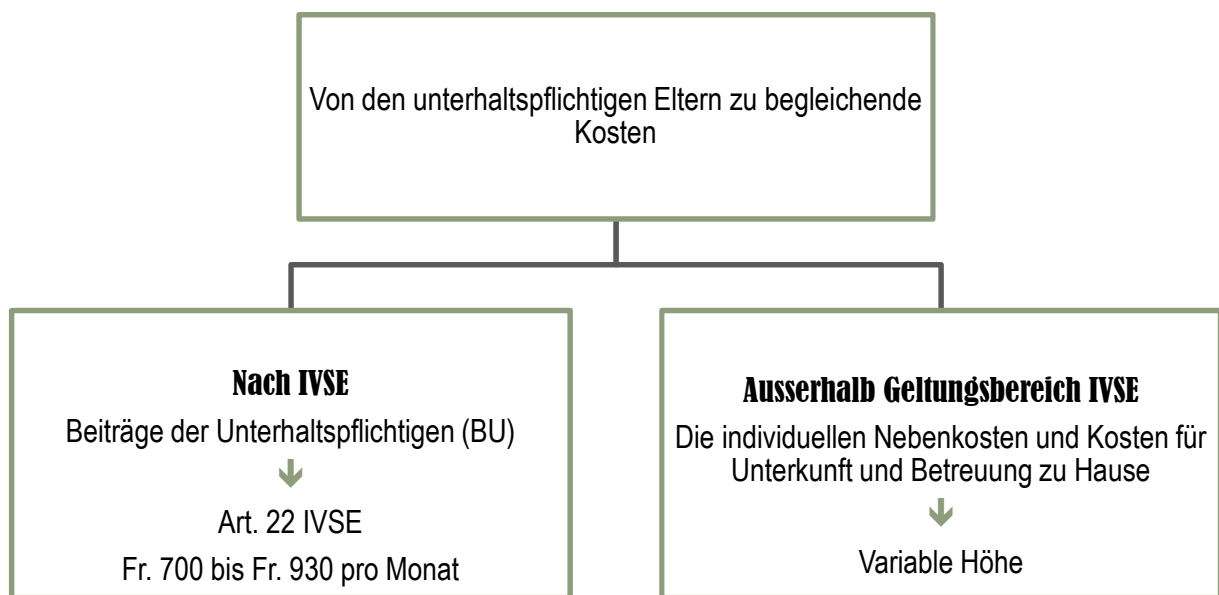 Von den unterhaltspflichtigen Eltern zu begleichende
Kosten
Nach IVSE
Beiträge der Unterhaltspflichtigen (BU)
Art. 22 IVSE
Fr. 700 bis Fr. 930 pro Monat
Ausserhalb Geltungsbereich IVSE
Die individuellen Nebenkosten und Kosten für
Unterkunft und Betreuung zu Hause
Variable Höhe